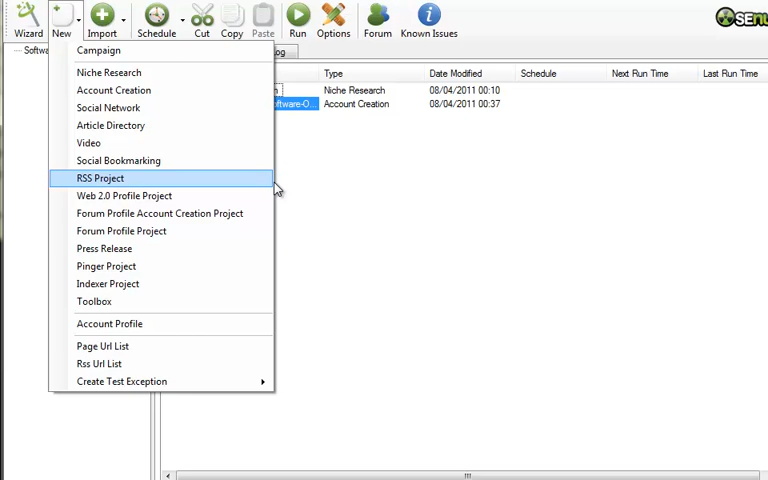 Wizard
New
Import
Schedule
Cut
Copy
Paste
Run
Options
Forum
Known Issues
Campaign
Type
Date Modified
Schedule
Next Run Time
Last Run Time
Niche Research
Account Creation
Social Network
Article Directory
Video
Social Bookmarking
RSS Project
Web 2.0 Profile Project
Forum Profile Account Creation Project
Forum Profile Project
Press Release
Pinger Project
Indexer Project
Toolbox
Account Profile
Page Url List
Rss Url List
Create Test Exception
Niche Research 08/04/2011 00:10
Account Creation 08/04/2011 00:37